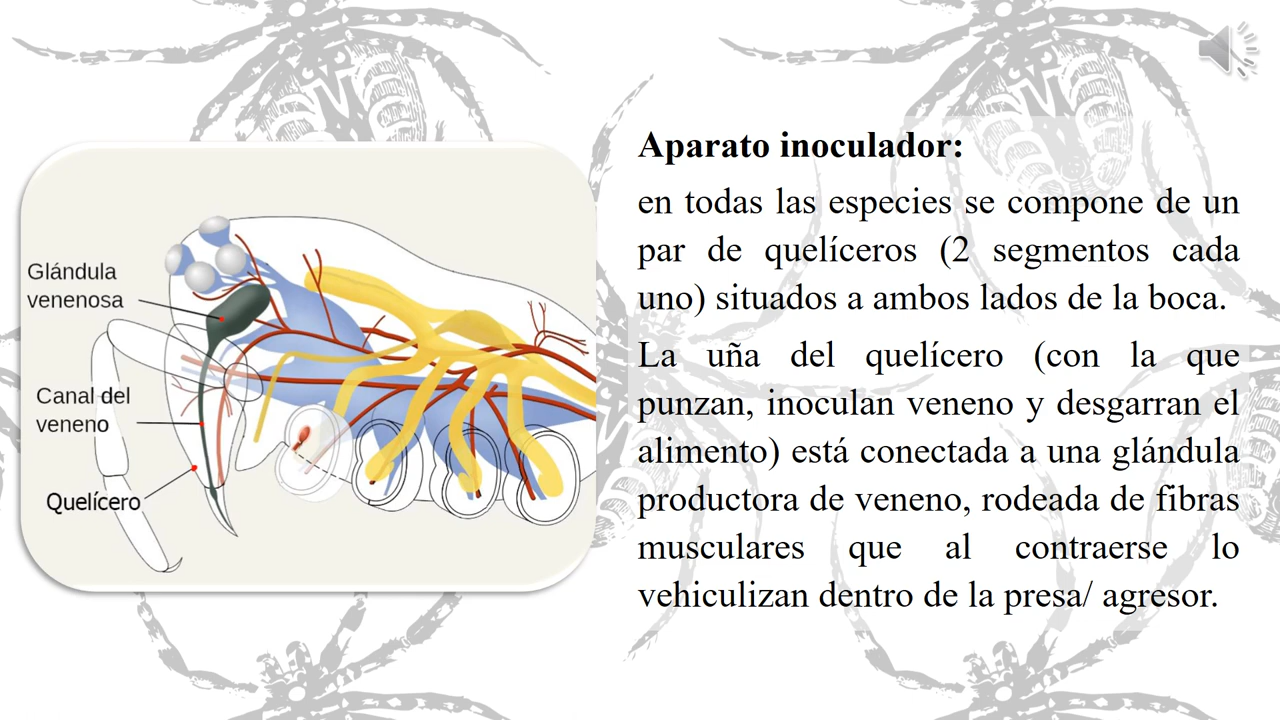 Glándula
venenosa
Canal del
veneno
Quelícero
Aparato inoculador:
en todas las especies se compone de un
par de quelíceros (2 segmentos cada
uno) situados a ambos lados de la boca.
La uña del quelícero (con la que
punzan, inoculan veneno y desgarran el
alimento) está conectada a una glándula
productora de veneno, rodeada de fibras
musculares que al contraerse lo
vehiculizan dentro de la presa/ agresor.